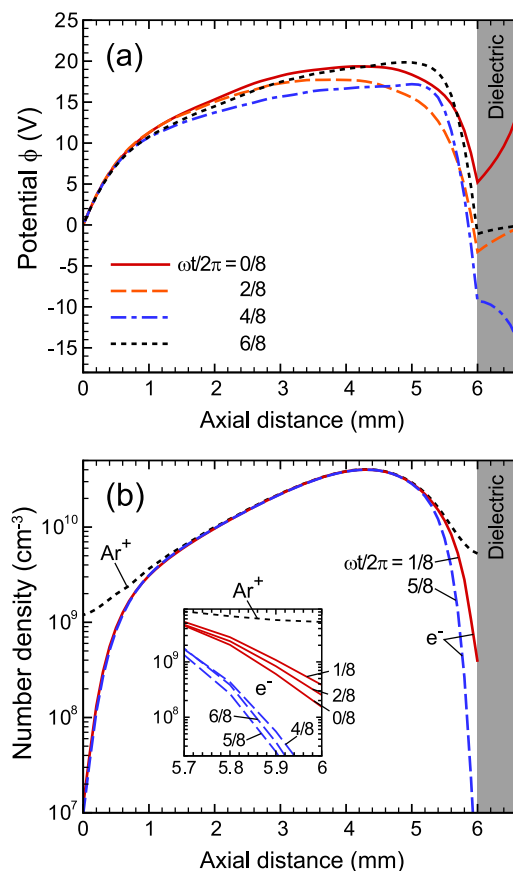 (a)
Potential ϕ (V)
20
15
10
5
0
-5
-10
-15
ωt/2π = 0/8
2/8
4/8
6/8
Dielectric
0 1 2 3 4 5 6
Axial distance (mm)
(b)
Number density (cm⁻³)
10¹⁰
10⁹
10⁸
10⁷
Ar⁺
ωt/2π = 1/8
5/8
e⁻
Dielectric
Ar⁺
10⁹
10⁸
e⁻
1/8
2/8
0/8
6/8
4/8
5/8
5.7 5.8 5.9 6
0 1 2 3 4 5 6
Axial distance (mm)